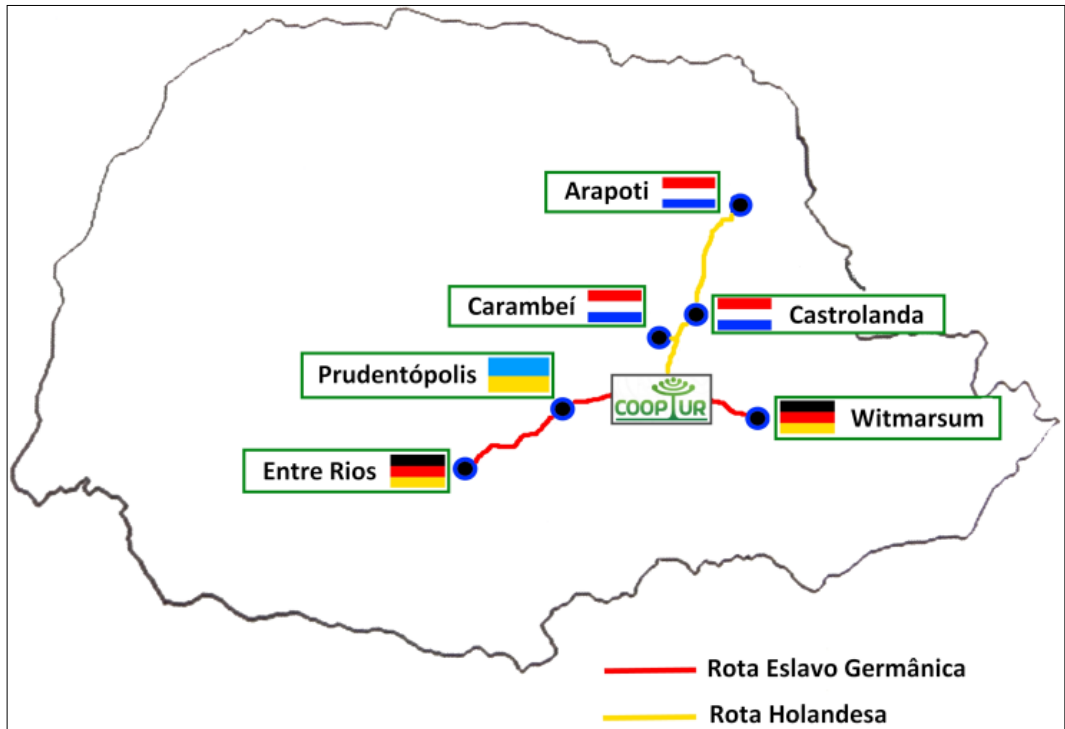 Arapoti
Carambeí
Castrolanda
Prudentópolis
COOPTUR
Witmarsum
Entre Rios
Rota Eslavo Germânica
Rota Holandesa